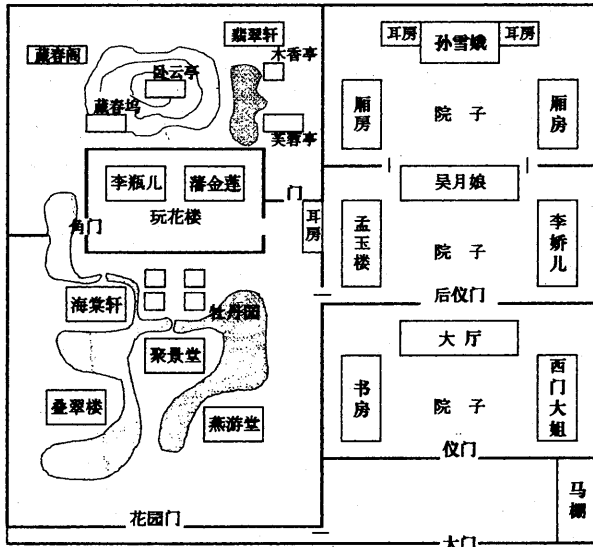 藏春阁
卧云亭
藏春坞
翡翠轩
木香亭
芙蓉亭
李瓶儿
潘金莲
玩花楼
角门
门
耳房
海棠轩
牡丹园
聚景堂
叠翠楼
燕游堂
花园门
耳房
孙雪娥
耳房
厢房
院子
厢房
吴月娘
孟玉楼
院子
李娇儿
后仪门
大厅
书房
院子
西门大姐
仪门
马棚
大门